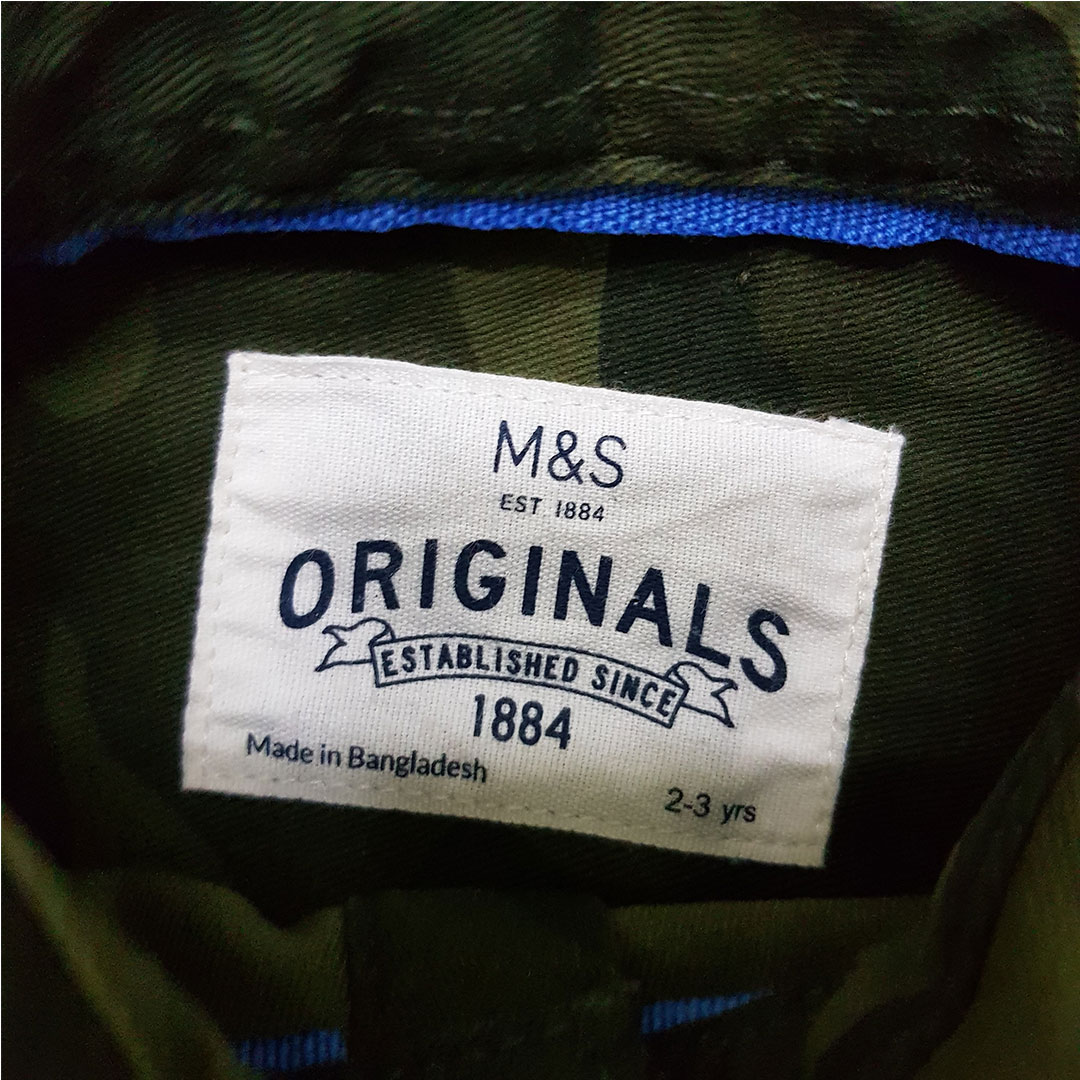 M&S
EST 1884
ORIGINALS
ESTABLISHED SINCE
1884
Made in Bangladesh
2-3 yrs